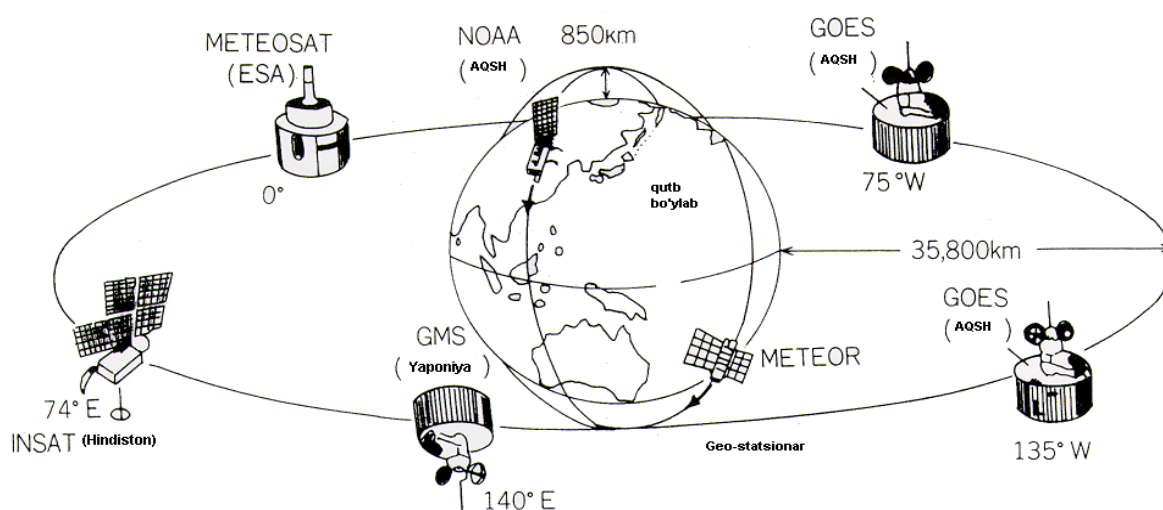 METEOSAT
(ESA)
0°
NOAA
(AQSH)
850km
GOES
(AQSH)
75°W
qutb
bo'ylab
35,800km
GOES
(AQSH)
135°W
74°E
INSAT (Hindiston)
GMS
(Yaponiya)
140°E
METEOR
Geo-statsionar